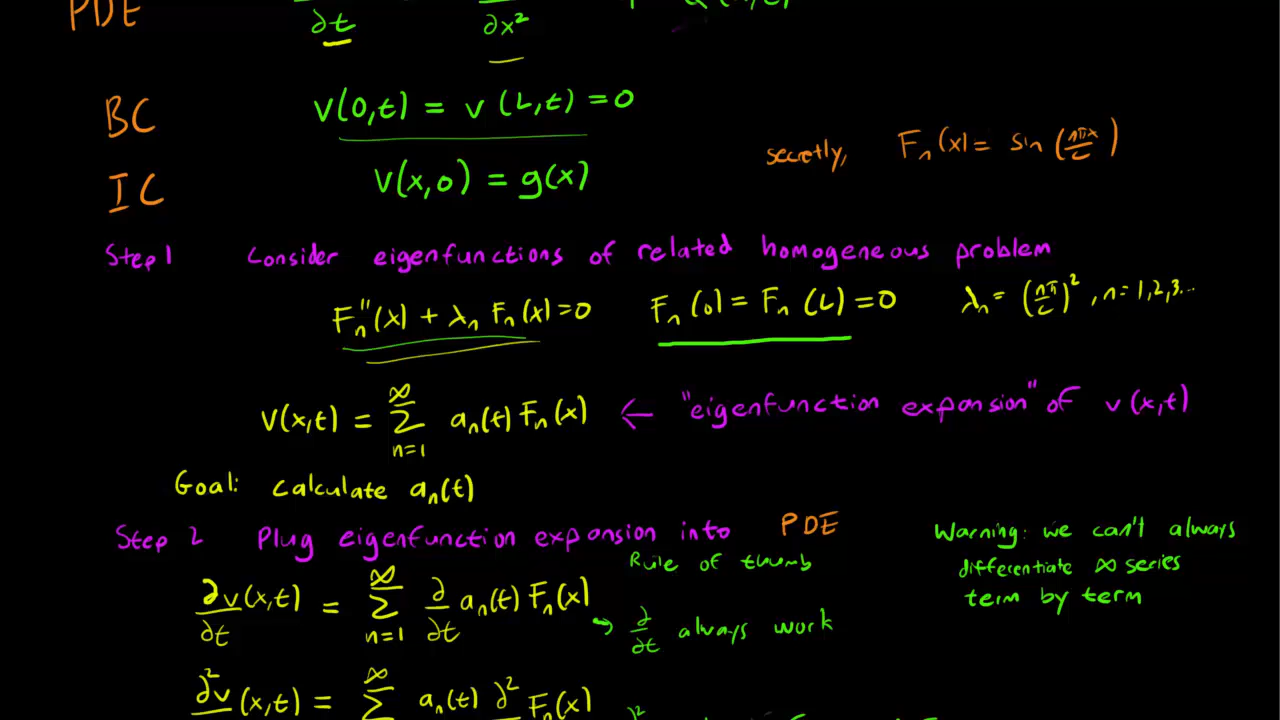 PDE ∂t ∂x²
BC v(0,t) = v(L,t) = 0
secretly, Fn(x) = sin(nπx/L)
IC v(x,0) = g(x)
Step 1 Consider eigenfunctions of related homogeneous problem
Fn''(x) + λn Fn(x) = 0 Fn(0) = Fn(L) = 0 λn = (nπ/L)², n = 1,2,3...
v(x,t) = ∑_{n=1}^{∞} an(t) Fn(x) ← "eigenfunction expansion" of v(x,t)
Goal: calculate an(t)
Step 2 Plug eigenfunction expansion into PDE
Warning: we can't always
differentiate ∞ series
term by term
Rule of thumb
∂v(x,t)/∂t = ∑_{n=1}^{∞} ∂/∂t an(t) Fn(x)
→ ∂/∂t always work
∂²v (x,t) = ∑^{∞} an(t) ∂² Fn(x)
∂²